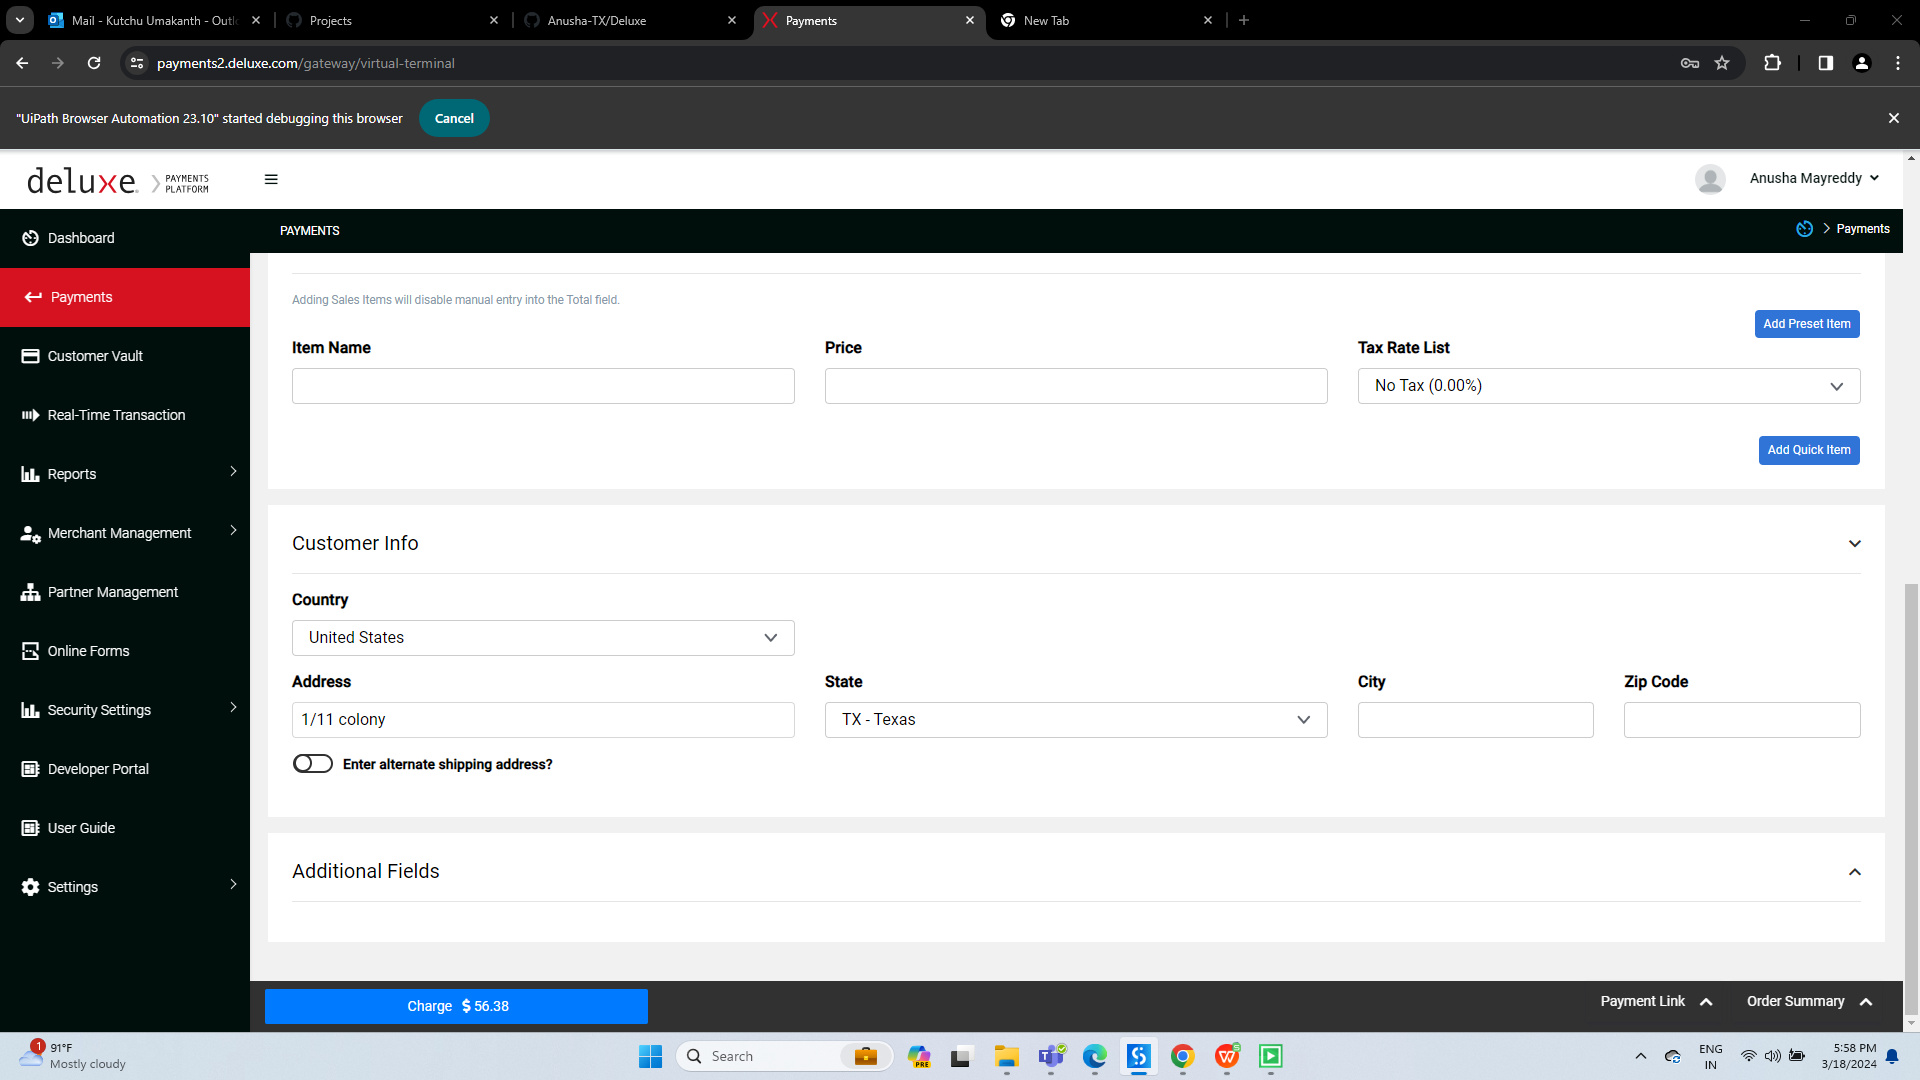 Mail - Kutchu Umakanth - Outl
Projects
Anusha-TX/Deluxe
Payments
New Tab
payments2.deluxe.com/gateway/virtual-terminal
"UiPath Browser Automation 23.10" started debugging this browser
Cancel
deluxe.
PAYMENTS
PLATFORM
Anusha Mayreddy
Dashboard
PAYMENTS
Payments
Payments
Customer Vault
Real-Time Transaction
Reports
Merchant Management
Partner Management
Online Forms
Security Settings
Developer Portal
User Guide
Settings
Adding Sales Items will disable manual entry into the Total field.
Add Preset Item
Item Name
Price
Tax Rate List
No Tax (0.00%)
Add Quick Item
Customer Info
Country
United States
Address
State
City
Zip Code
1/11 colony
TX - Texas
Enter alternate shipping address?
Additional Fields
Charge $ 56.38
Payment Link
Order Summary
1
91°F
Mostly cloudy
Search
PRE
ENG
IN
5:58 PM
3/18/2024